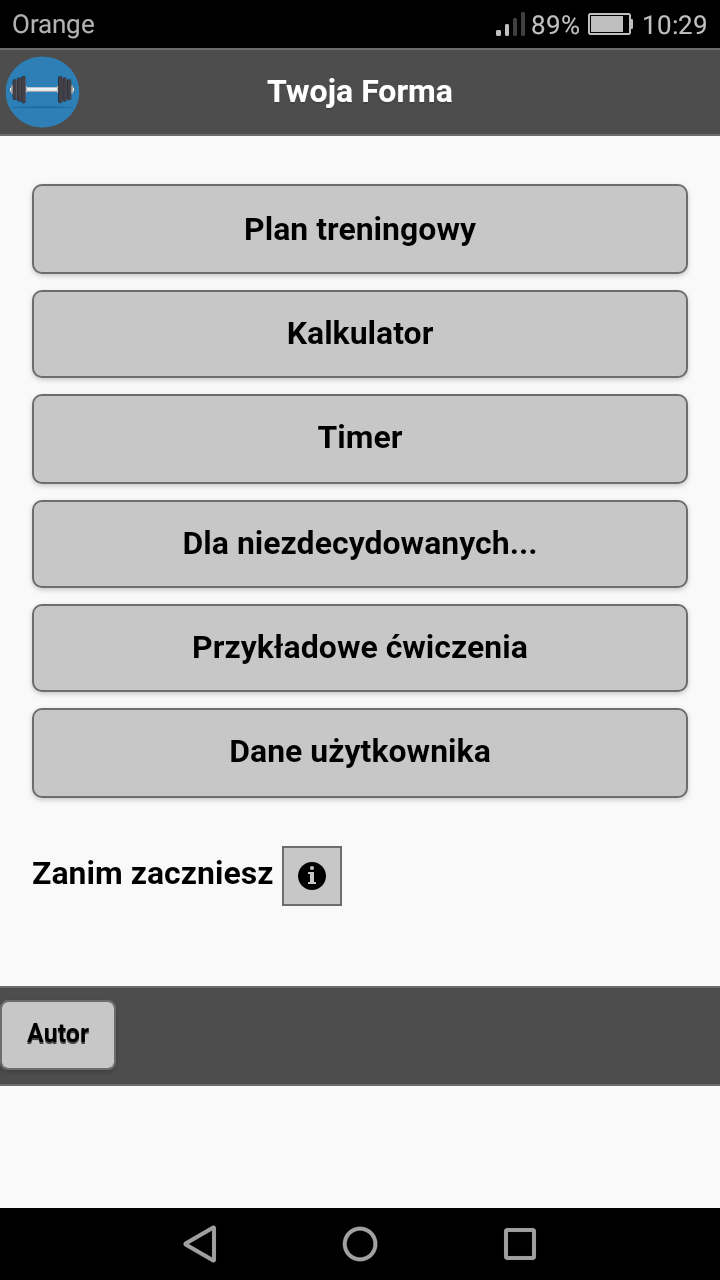 Orange 89% 10:29
Twoja Forma
Plan treningowy
Kalkulator
Timer
Dla niezdecydowanych...
Przykładowe ćwiczenia
Dane użytkownika
Zanim zaczniesz
Autor